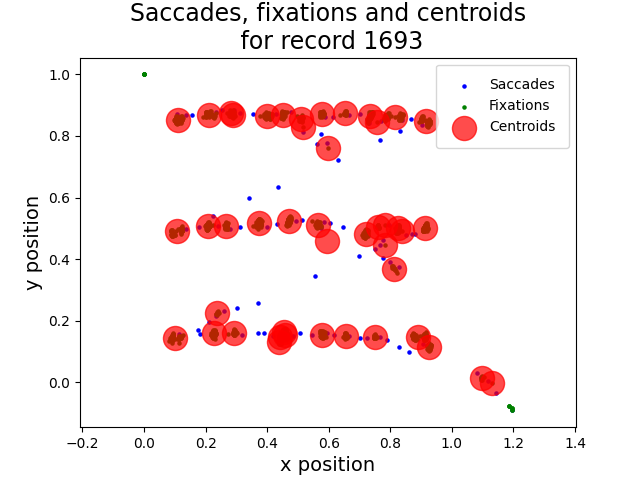 Saccades, fixations and centroids
for record 1693
Saccades
Fixations
Centroids
y position
1.0
0.8
0.6
0.4
0.2
0.0
−0.2
0.0
0.2
0.4
0.6
0.8
1.0
1.2
1.4
x position